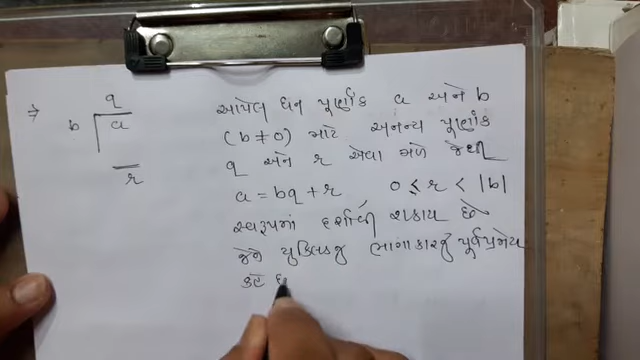 ⇒ q
b a
r
આપેલ ધન પૂર્ણાંક a અને b
(b ≠ 0) માટે અનન્ય પૂર્ણાંક
q અને r એવા મળે જેથી
a = bq + r 0 ≤ r < |b|
સ્વરૂપમાં દર્શાવી શકાય છે
જેને યુક્લિડનું ભાગાકારનું પૂર્વપ્રમેય
કહે છ